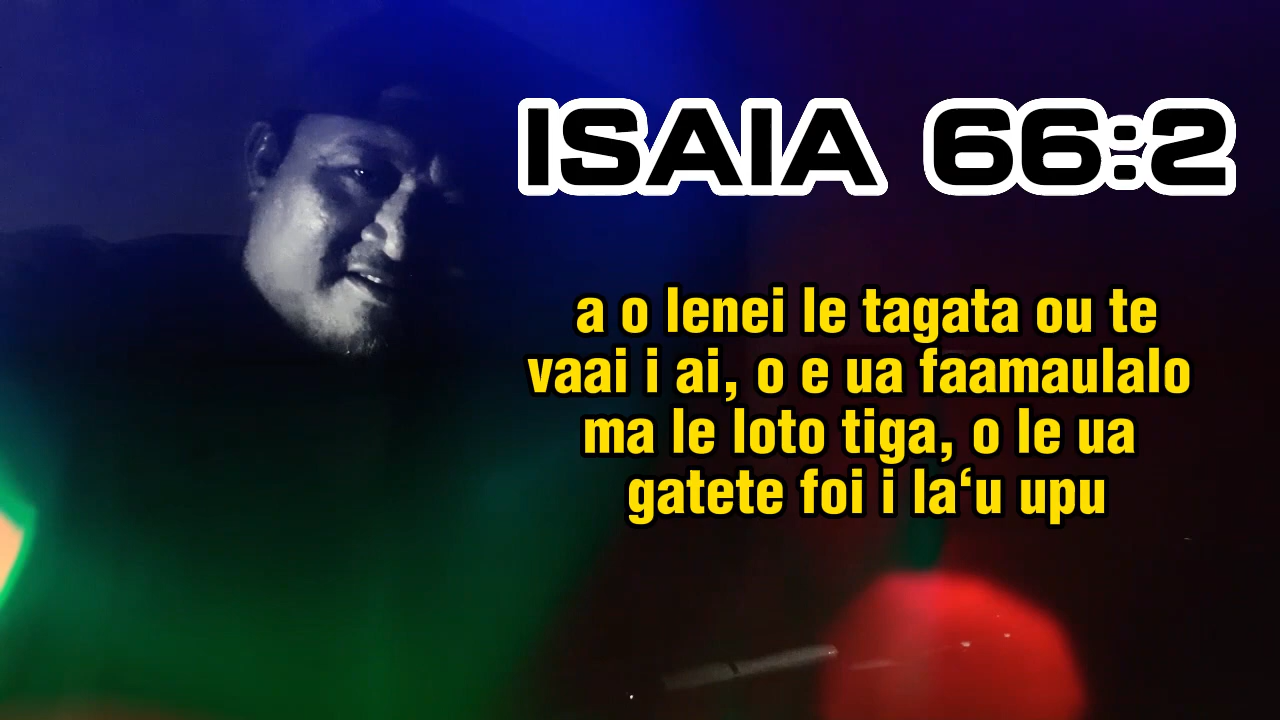 ISAIA 66:2
a o lenei le tagata ou te
vaai i ai, o e ua faamaulalo
ma le loto tiga, o le ua
gatete foi i la‘u upu